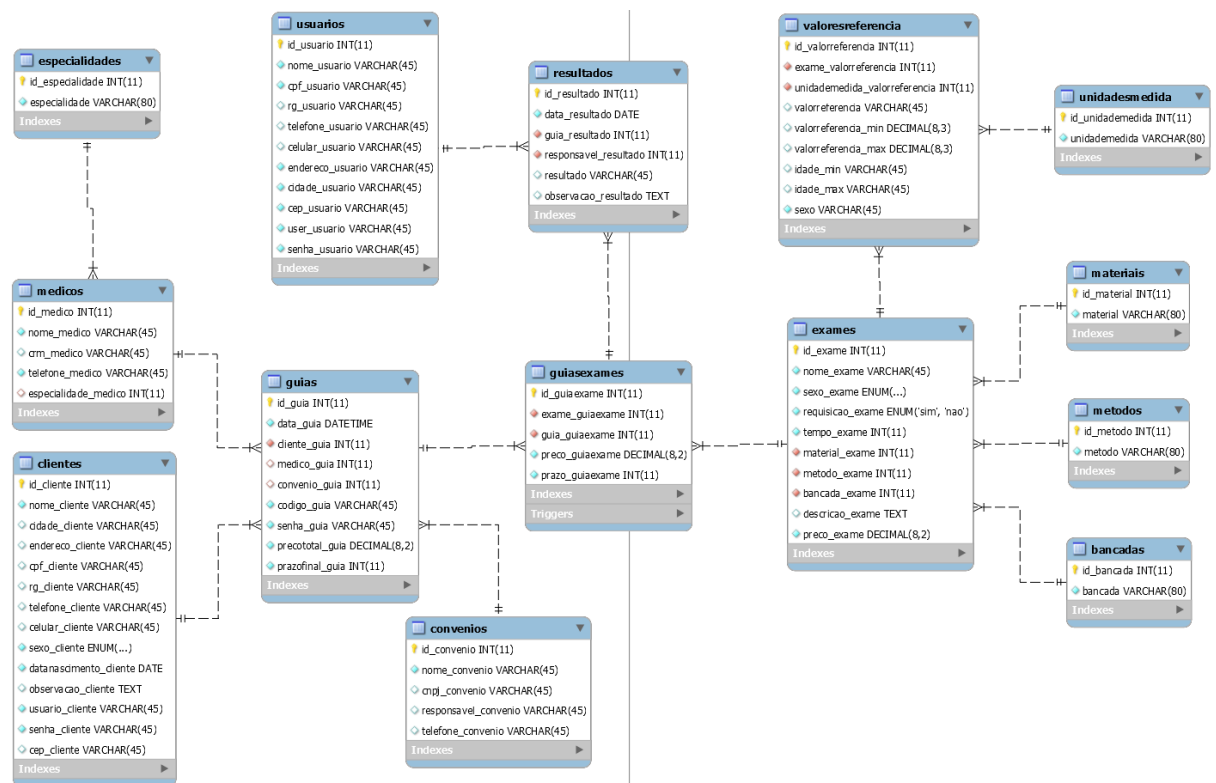 especialidades
id_especialidade INT(11)
especialidade VARCHAR(80)
Indexes
usuarios
id_usuario INT(11)
nome_usuario VARCHAR(45)
cpf_usuario VARCHAR(45)
rg_usuario VARCHAR(45)
telefone_usuario VARCHAR(45)
celular_usuario VARCHAR(45)
endereco_usuario VARCHAR(45)
cidade_usuario VARCHAR(45)
cep_usuario VARCHAR(45)
user_usuario VARCHAR(45)
senha_usuario VARCHAR(45)
Indexes
resultados
id_resultado INT(11)
data_resultado DATE
guia_resultado INT(11)
responsavel_resultado INT(11)
resultado VARCHAR(45)
observacao_resultado TEXT
Indexes
valoresreferencia
id_valorreferencia INT(11)
exame_valorreferencia INT(11)
unidademedida_valorreferencia INT(11)
valorreferencia VARCHAR(45)
valorreferencia_min DECIMAL(8,3)
valorreferencia_max DECIMAL(8,3)
idade_min VARCHAR(45)
idade_max VARCHAR(45)
sexo VARCHAR(45)
Indexes
unidadesmedida
id_unidademedida INT(11)
unidademedida VARCHAR(80)
Indexes
medicos
id_medico INT(11)
nome_medico VARCHAR(45)
crm_medico VARCHAR(45)
telefone_medico VARCHAR(45)
especialidade_medico INT(11)
Indexes
clientes
id_cliente INT(11)
nome_cliente VARCHAR(45)
cidade_cliente VARCHAR(45)
endereco_cliente VARCHAR(45)
cpf_cliente VARCHAR(45)
rg_cliente VARCHAR(45)
telefone_cliente VARCHAR(45)
celular_cliente VARCHAR(45)
sexo_cliente ENUM(...)
datanascimento_cliente DATE
observacao_cliente TEXT
usuario_cliente VARCHAR(45)
senha_cliente VARCHAR(45)
cep_cliente VARCHAR(45)
Indexes
guias
id_guia INT(11)
data_guia DATETIME
cliente_guia INT(11)
medico_guia INT(11)
convenio_guia INT(11)
codigo_guia VARCHAR(45)
senha_guia VARCHAR(45)
precototal_guia DECIMAL(8,2)
prazofinal_guia INT(11)
Indexes
guiasexames
id_guiaexame INT(11)
exame_guiaexame INT(11)
guia_guiaexame INT(11)
preco_guiaexame DECIMAL(8,2)
prazo_guiaexame INT(11)
Indexes
Triggers
convenios
id_convenio INT(11)
nome_convenio VARCHAR(45)
cnpj_convenio VARCHAR(45)
responsavel_convenio VARCHAR(45)
telefone_convenio VARCHAR(45)
Indexes
exames
id_exame INT(11)
nome_exame VARCHAR(45)
sexo_exame ENUM(...)
requisicao_exame ENUM('sim', 'nao')
tempo_exame INT(11)
material_exame INT(11)
metodo_exame INT(11)
bancada_exame INT(11)
descricao_exame TEXT
preco_exame DECIMAL(8,2)
Indexes
materiais
id_material INT(11)
material VARCHAR(80)
Indexes
metodos
id_metodo INT(11)
metodo VARCHAR(80)
Indexes
bancadas
id_bancada INT(11)
bancada VARCHAR(80)
Indexes